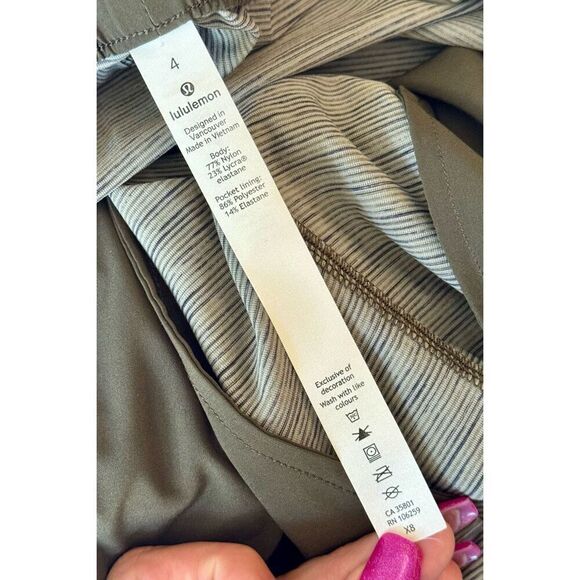 4
lululemon
Designed in
Vancouver
Made in Vietnam
Body:
77% Nylon
23% Lycra®
elastane
Pocket lining:
86% Polyester
14% Elastane
Exclusive of
decoration
Wash with like
colours
CA 35801
RN 106259
X8